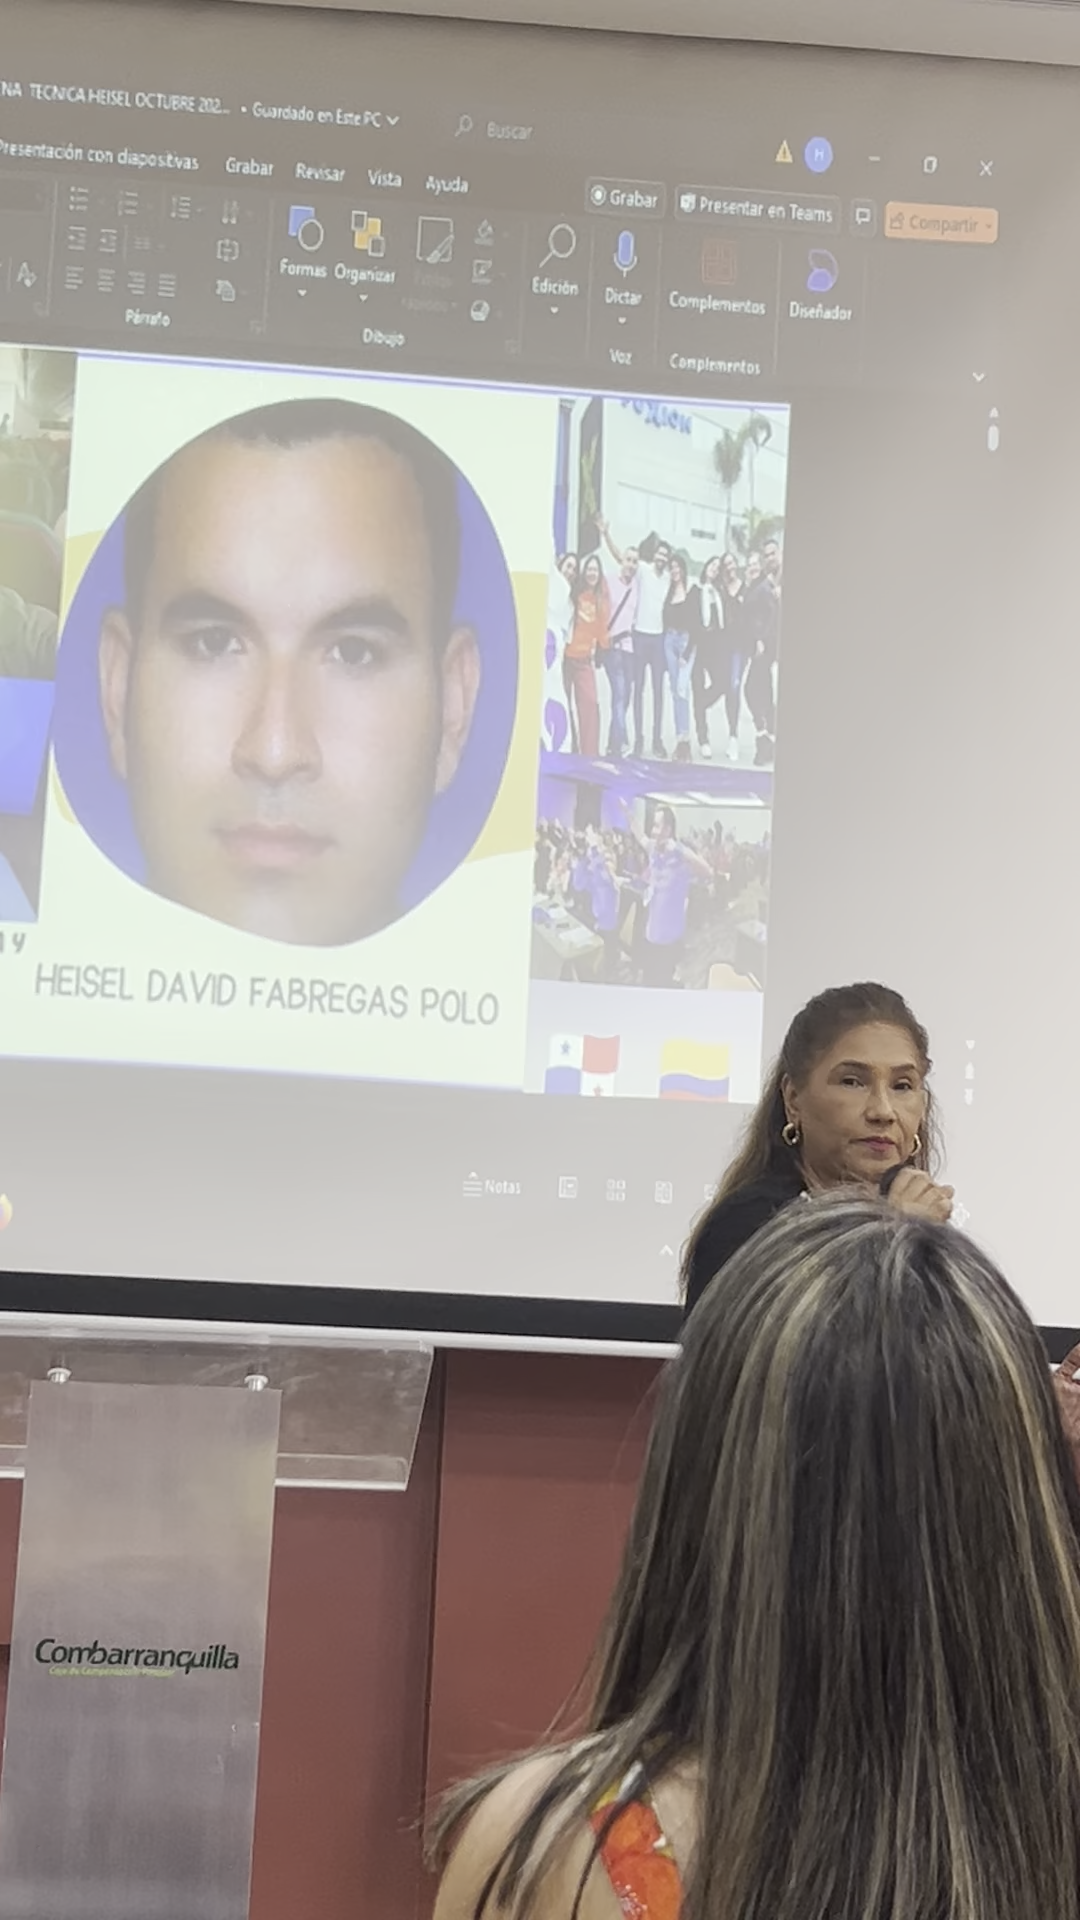 NA TECNICA HEISEL OCTUBRE 202... • Guardado en Este PC
Buscar
H
Presentación con diapositivas Grabar Revisar Vista Ayuda
Grabar
Presentar en Teams
Compartir
Formas
Organizar
Edición
Dictar
Complementos
Diseñador
Párrafo
Dibujo
Voz
Complementos
y
HEISEL DAVID FABREGAS POLO
Notas
Combarranquilla